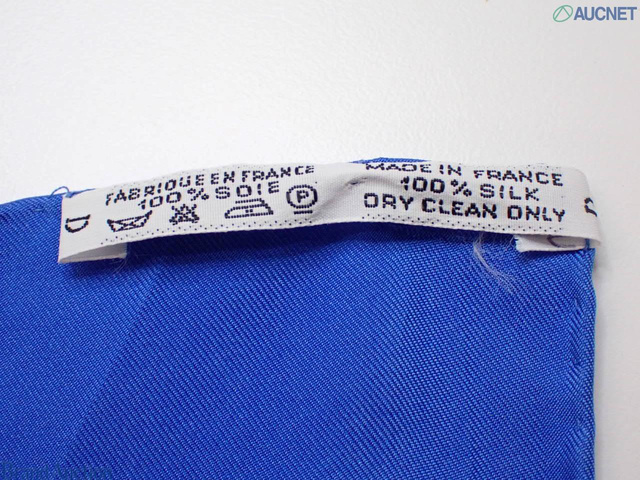 AUCNET
FABRIQUE EN FRANCE
100% SOIE
P
D
MADE IN FRANCE
100% SILK
DRY CLEAN ONLY